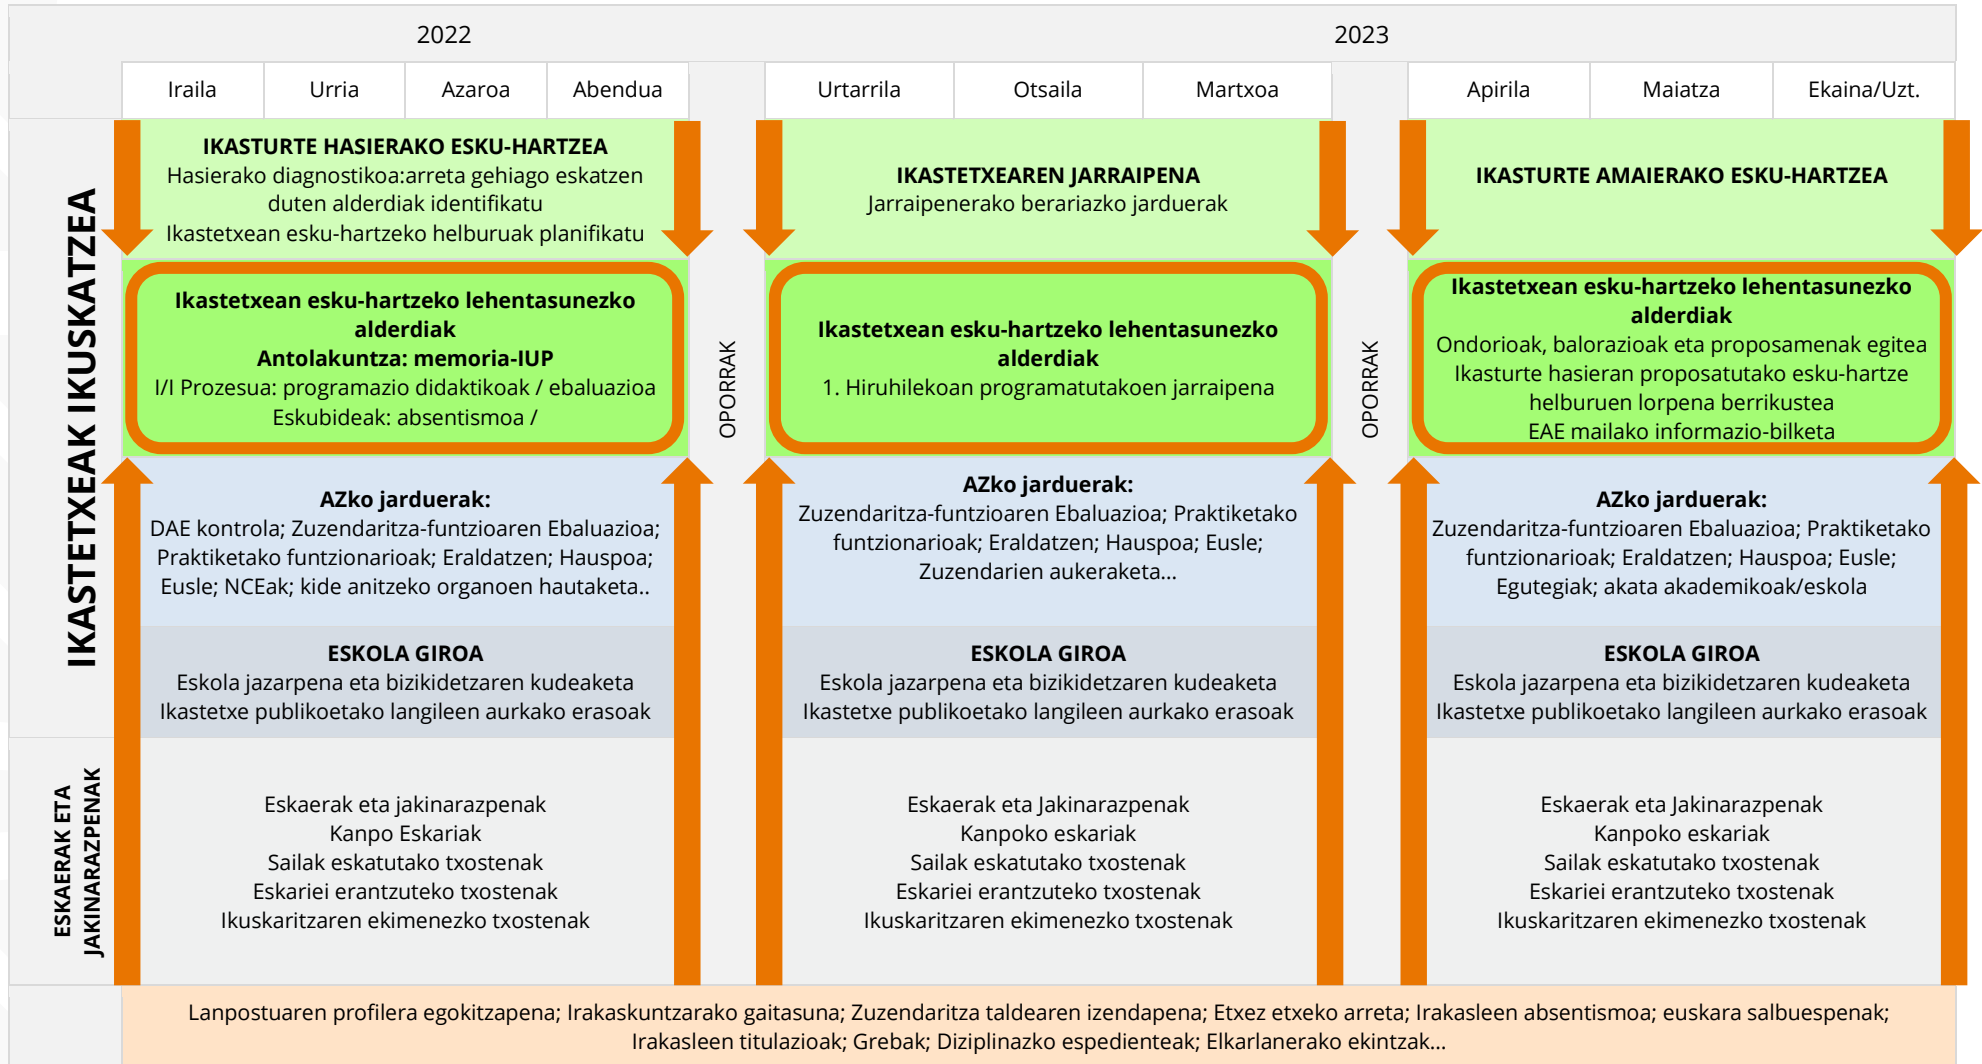 2022
2023
Iraila
Urria
Azaroa
Abendua
Urtarrila
Otsaila
Martxoa
Apirila
Maiatza
Ekaina/Uzt.
IKASTETXEAK IKUSKATZEA
IKASTURTE HASIERAKO ESKU-HARTZEA
Hasierako diagnostikoa:arreta gehiago eskatzen
duten alderdiak identifikatu
Ikastetxean esku-hartzeko helburuak planifikatu
Ikastetxean esku-hartzeko lehentasunezko
alderdiak
Antolakuntza: memoria-IUP
I/I Prozesua: programazio didaktikoak / ebaluazioa
Eskubideak: absentismoa /
AZko jarduerak:
DAE kontrola; Zuzendaritza-funtzioaren Ebaluazioa;
Praktiketako funtzionarioak; Eraldatzen; Hauspoa;
Eusle; NCEak; kide anitzeko organoen hautaketa..
ESKOLA GIROA
Eskola jazarpena eta bizikidetzaren kudeaketa
Ikastetxe publikoetako langileen aurkako erasoak
OPORRAK
IKASTETXEAREN JARRAIPENA
Jarraipenerako berariazko jarduerak
Ikastetxean esku-hartzeko lehentasunezko
alderdiak
1. Hiruhilekoan programatutakoen jarraipena
AZko jarduerak:
Zuzendaritza-funtzioaren Ebaluazioa; Praktiketako
funtzionarioak; Eraldatzen; Hauspoa; Eusle;
Zuzendarien aukeraketa...
ESKOLA GIROA
Eskola jazarpena eta bizikidetzaren kudeaketa
Ikastetxe publikoetako langileen aurkako erasoak
OPORRAK
IKASTURTE AMAIERAKO ESKU-HARTZEA
Ikastetxean esku-hartzeko lehentasunezko
alderdiak
Ondorioak, balorazioak eta proposamenak egitea
Ikasturte hasieran proposatutako esku-hartze
helburuen lorpena berrikustea
EAE mailako informazio-bilketa
AZko jarduerak:
Zuzendaritza-funtzioaren Ebaluazioa; Praktiketako
funtzionarioak; Eraldatzen; Hauspoa; Eusle;
Egutegiak; akata akademikoak/eskola
ESKOLA GIROA
Eskola jazarpena eta bizikidetzaren kudeaketa
Ikastetxe publikoetako langileen aurkako erasoak
ESKAERAK ETA
JAKINARAZPENAK
Eskaerak eta jakinarazpenak
Kanpo Eskariak
Sailak eskatutako txostenak
Eskariei erantzuteko txostenak
Ikuskaritzaren ekimenezko txostenak
Eskaerak eta Jakinarazpenak
Kanpoko eskariak
Sailak eskatutako txostenak
Eskariei erantzuteko txostenak
Ikuskaritzaren ekimenezko txostenak
Eskaerak eta Jakinarazpenak
Kanpoko eskariak
Sailak eskatutako txostenak
Eskariei erantzuteko txostenak
Ikuskaritzaren ekimenezko txostenak
Lanpostuaren profilera egokitzapena; Irakaskuntzarako gaitasuna; Zuzendaritza taldearen izendapena; Etxez etxeko arreta; Irakasleen absentismoa; euskara salbuespenak;
Irakasleen titulazioak; Grebak; Diziplinazko espedienteak; Elkarlanerako ekintzak...